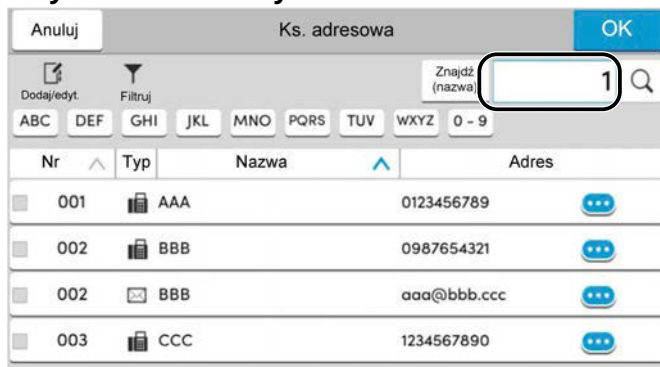 Anuluj Ks. adresowa OK
Dodaj/edyt. Filtruj Znajdź (nazwa) 1
ABC DEF GHI JKL MNO PQRS TUV WXYZ 0 - 9
Nr Typ Nazwa Adres
001 AAA 0123456789
002 BBB 0987654321
002 BBB aaa@bbb.ccc
003 CCC 1234567890